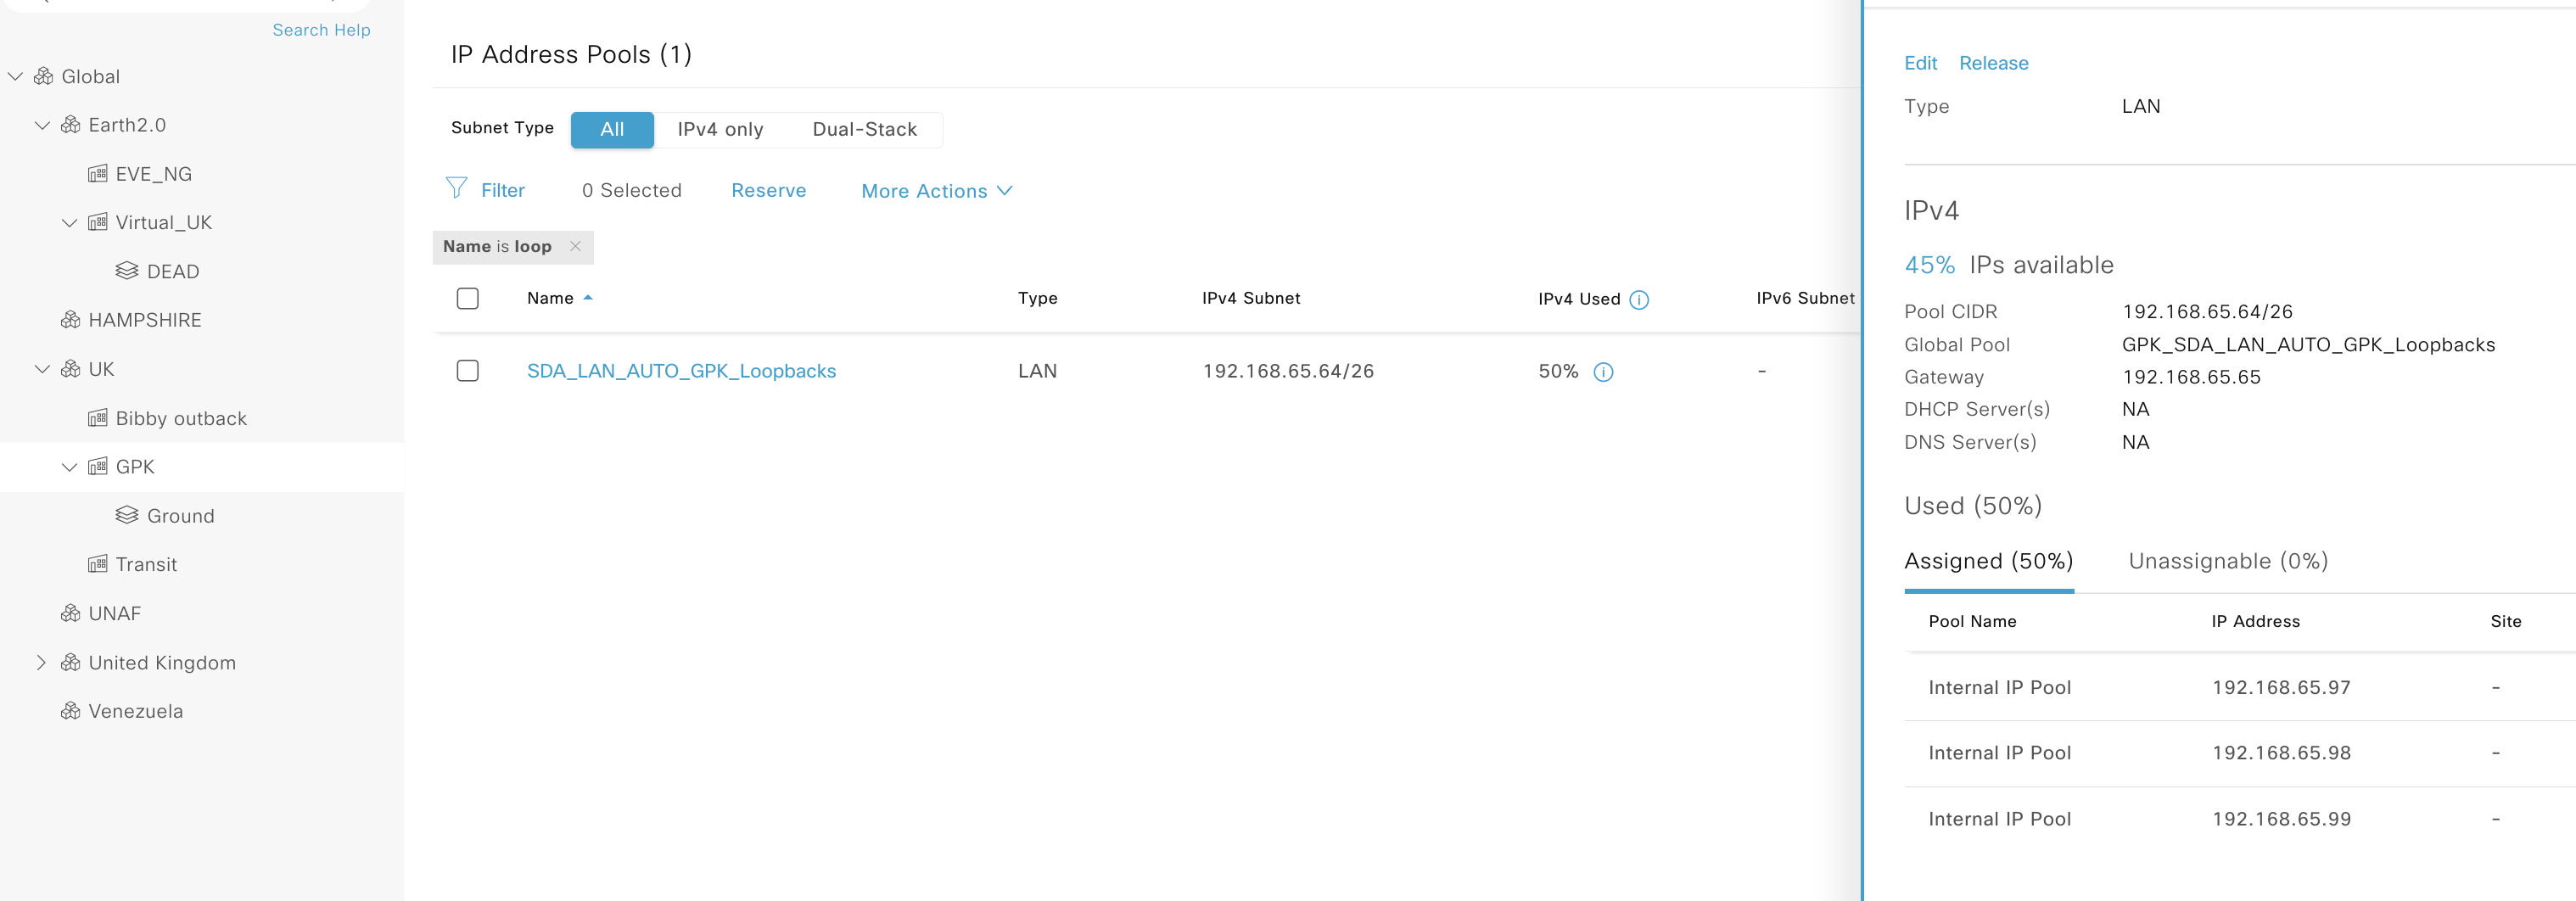 Search Help
Global
Earth2.0
EVE_NG
Virtual_UK
DEAD
HAMPSHIRE
UK
Bibby outback
GPK
Ground
Transit
UNAF
United Kingdom
Venezuela
IP Address Pools (1)
Subnet Type All IPv4 only Dual-Stack
Filter 0 Selected Reserve More Actions
Name is loop
Name Type IPv4 Subnet IPv4 Used IPv6 Subnet
SDA_LAN_AUTO_GPK_Loopbacks LAN 192.168.65.64/26 50% -
Edit Release
Type LAN
IPv4
45% IPs available
Pool CIDR 192.168.65.64/26
Global Pool GPK_SDA_LAN_AUTO_GPK_Loopbacks
Gateway 192.168.65.65
DHCP Server(s) NA
DNS Server(s) NA
Used (50%)
Assigned (50%) Unassignable (0%)
Pool Name IP Address Site
Internal IP Pool 192.168.65.97 -
Internal IP Pool 192.168.65.98 -
Internal IP Pool 192.168.65.99 -